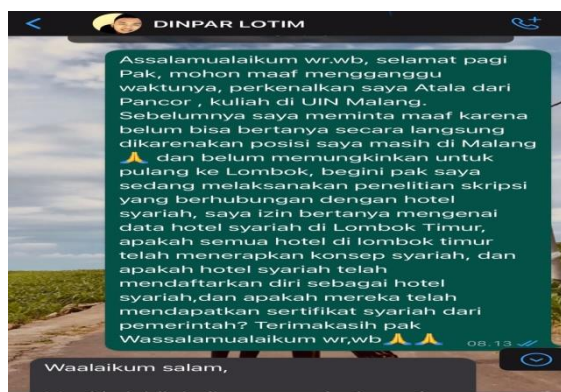 DINPAR LOTIM
Assalamualaikum wr.wb, selamat pagi
Pak, mohon maaf mengganggu
waktunya, perkenalkan saya Atala dari
Pancor , kuliah di UIN Malang.
Sebelumnya saya meminta maaf karena
belum bisa bertanya secara langsung
dikarenakan posisi saya masih di Malang
🙏 dan belum memungkinkan untuk
pulang ke Lombok, begini pak saya
sedang melaksanakan penelitian skripsi
yang berhubungan dengan hotel
syariah, saya izin bertanya mengenai
data hotel syariah di Lombok Timur,
apakah semua hotel di lombok timur
telah menerapkan konsep syariah, dan
apakah hotel syariah telah
mendaftarkan diri sebagai hotel
syariah,dan apakah mereka telah
mendapatkan sertifikat syariah dari
pemerintah? Terimakasih pak
Wassalamualaikum wr,wb🙏🙏 08.13
Waalaikum salam,